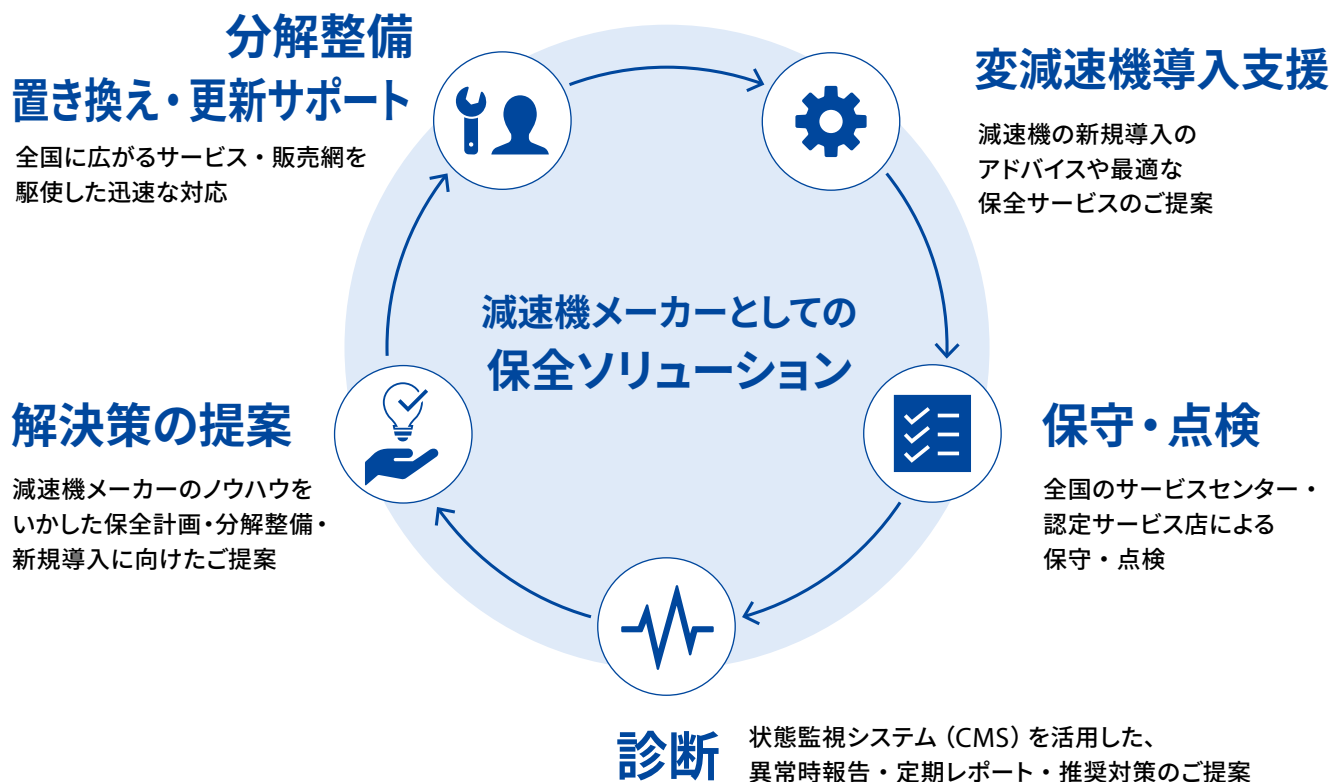 分解整備
置き換え・更新サポート
全国に広がるサービス・販売網を
駆使した迅速な対応
変減速機導入支援
減速機の新規導入の
アドバイスや最適な
保全サービスのご提案
減速機メーカーとしての
保全ソリューション
解決策の提案
減速機メーカーのノウハウを
いかした保全計画・分解整備・
新規導入に向けたご提案
保守・点検
全国のサービスセンター・
認定サービス店による
保守・点検
診断
状態監視システム（CMS）を活用した、
異常時報告・定期レポート・推奨対策のご提案